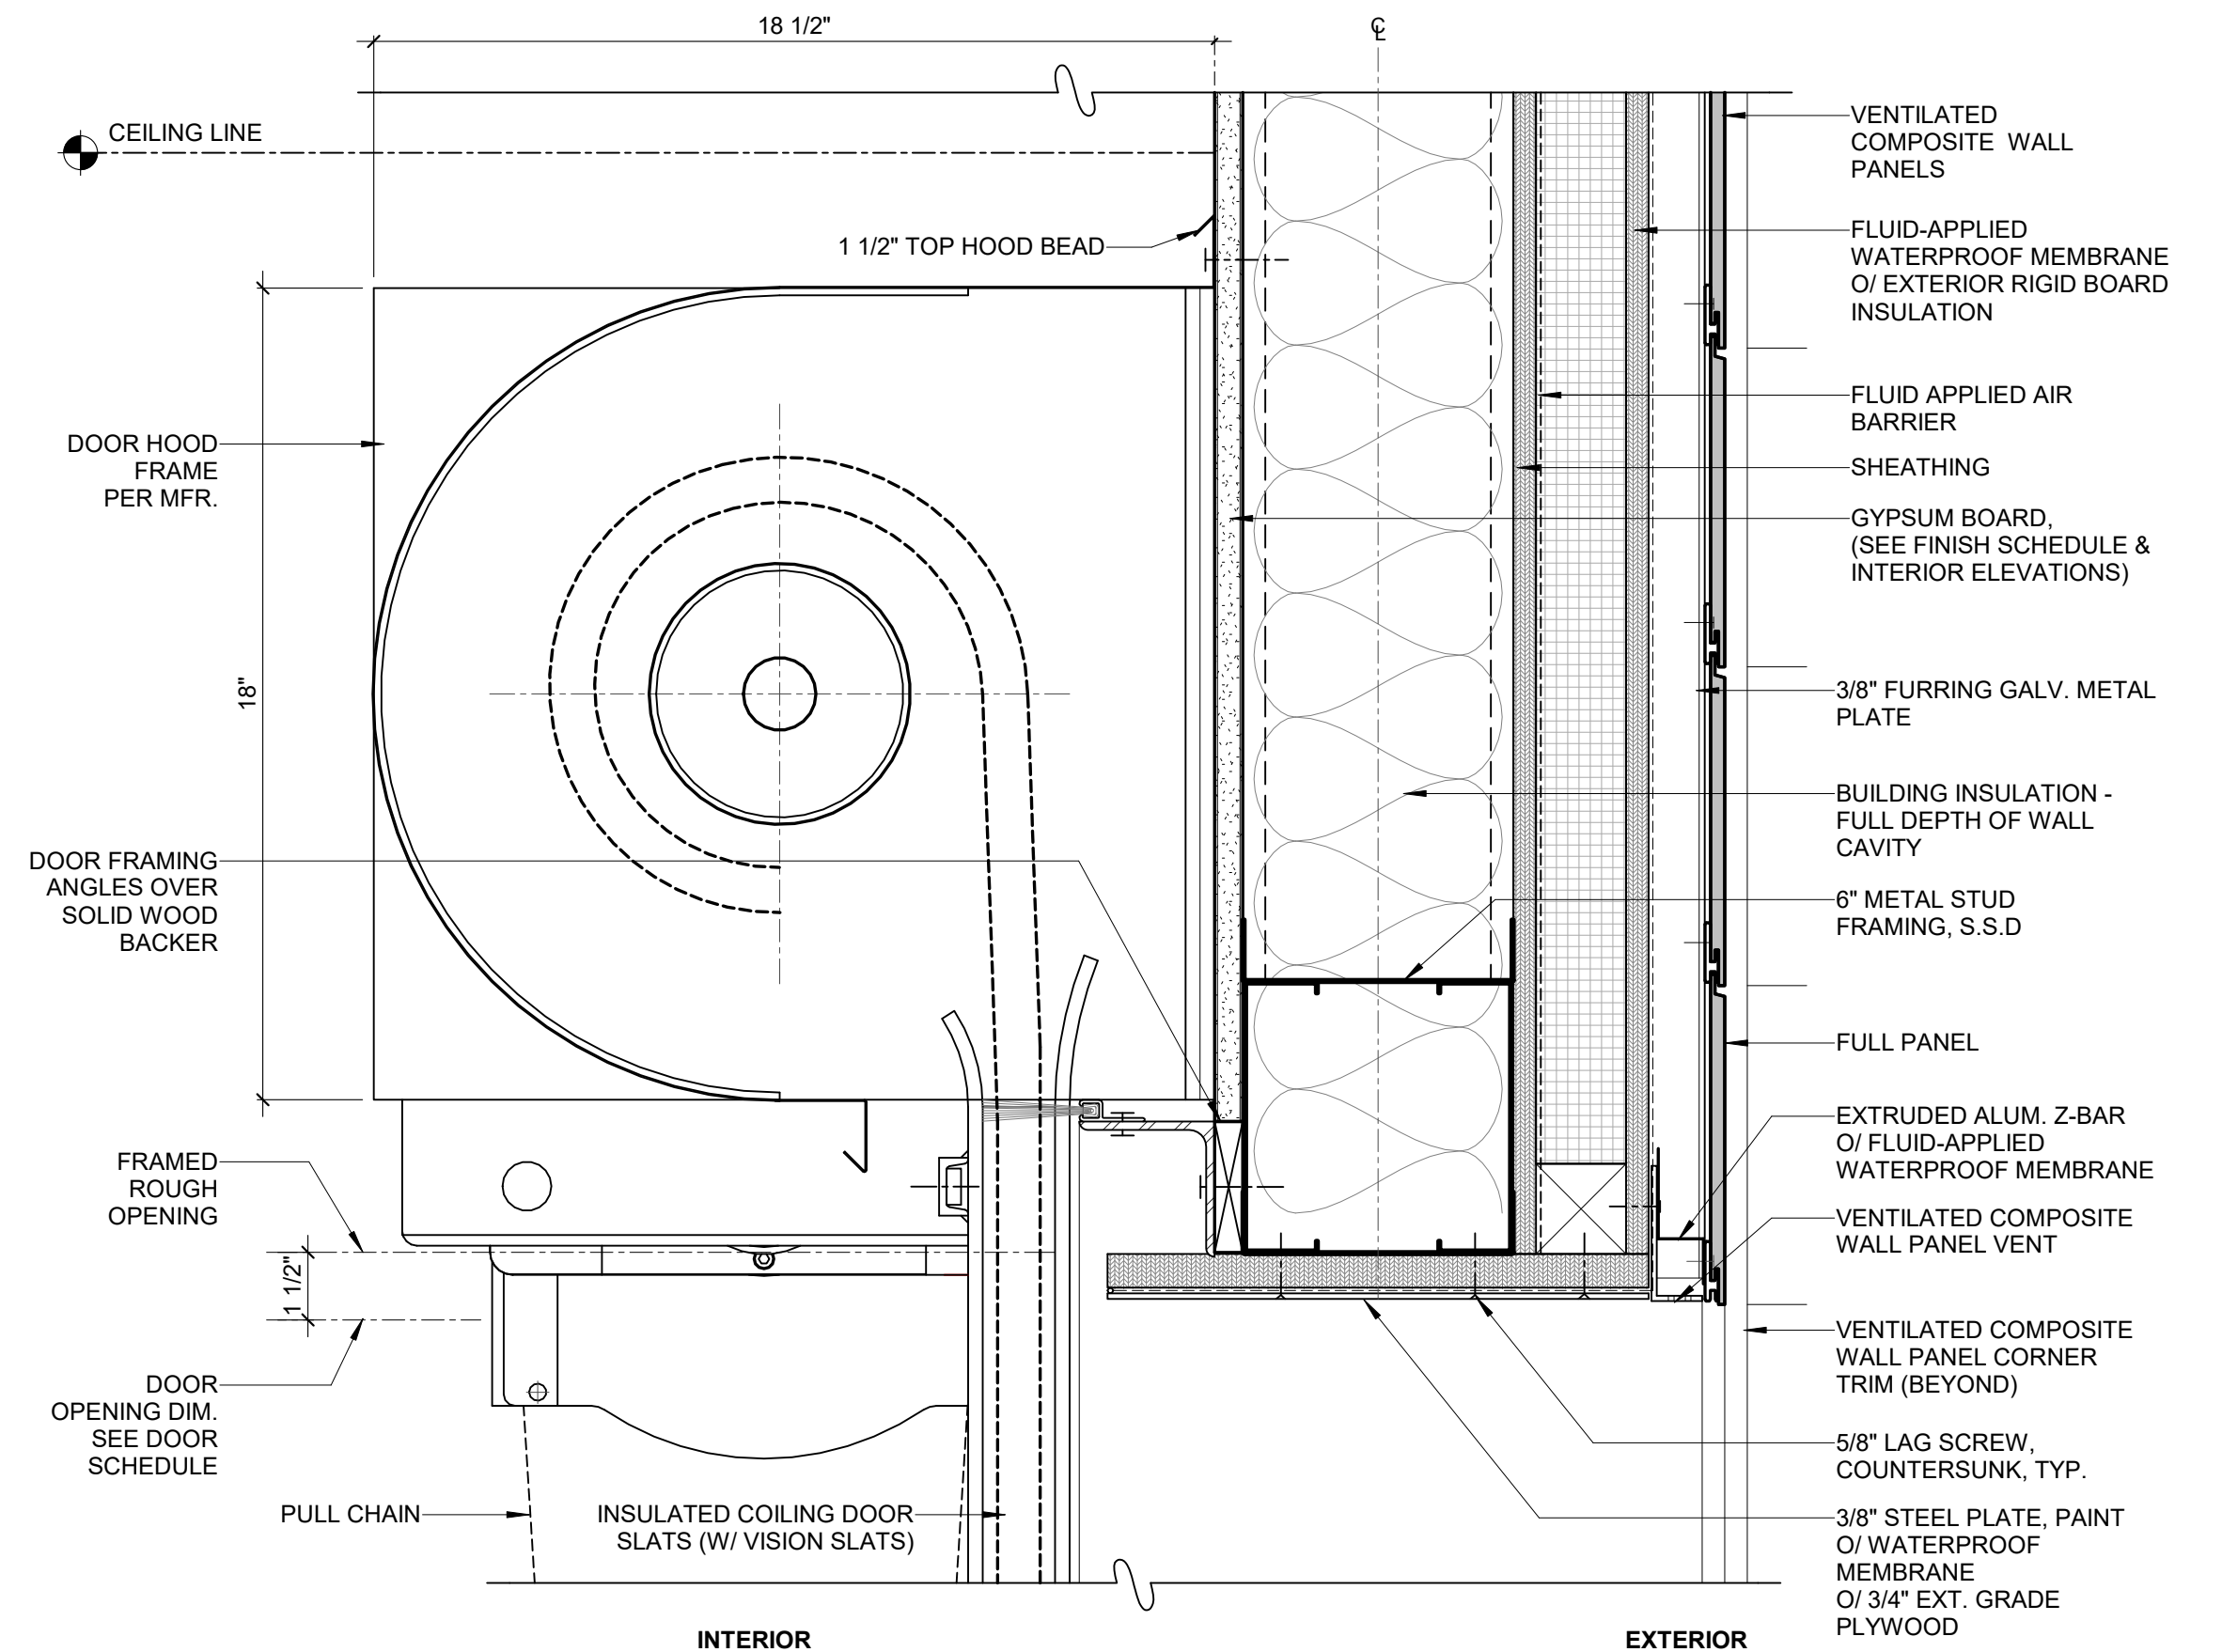 18 1/2"
℄
CEILING LINE
1 1/2" TOP HOOD BEAD
18"
DOOR HOOD
FRAME
PER MFR.
DOOR FRAMING
ANGLES OVER
SOLID WOOD
BACKER
FRAMED
ROUGH
OPENING
1 1/2"
DOOR
OPENING DIM.
SEE DOOR
SCHEDULE
PULL CHAIN
INSULATED COILING DOOR
SLATS (W/ VISION SLATS)
VENTILATED
COMPOSITE WALL
PANELS
FLUID-APPLIED
WATERPROOF MEMBRANE
O/ EXTERIOR RIGID BOARD
INSULATION
FLUID APPLIED AIR
BARRIER
SHEATHING
GYPSUM BOARD,
(SEE FINISH SCHEDULE &
INTERIOR ELEVATIONS)
3/8" FURRING GALV. METAL
PLATE
BUILDING INSULATION -
FULL DEPTH OF WALL
CAVITY
6" METAL STUD
FRAMING, S.S.D
FULL PANEL
EXTRUDED ALUM. Z-BAR
O/ FLUID-APPLIED
WATERPROOF MEMBRANE
VENTILATED COMPOSITE
WALL PANEL VENT
VENTILATED COMPOSITE
WALL PANEL CORNER
TRIM (BEYOND)
5/8" LAG SCREW,
COUNTERSUNK, TYP.
3/8" STEEL PLATE, PAINT
O/ WATERPROOF
MEMBRANE
O/ 3/4" EXT. GRADE
PLYWOOD
INTERIOR
EXTERIOR